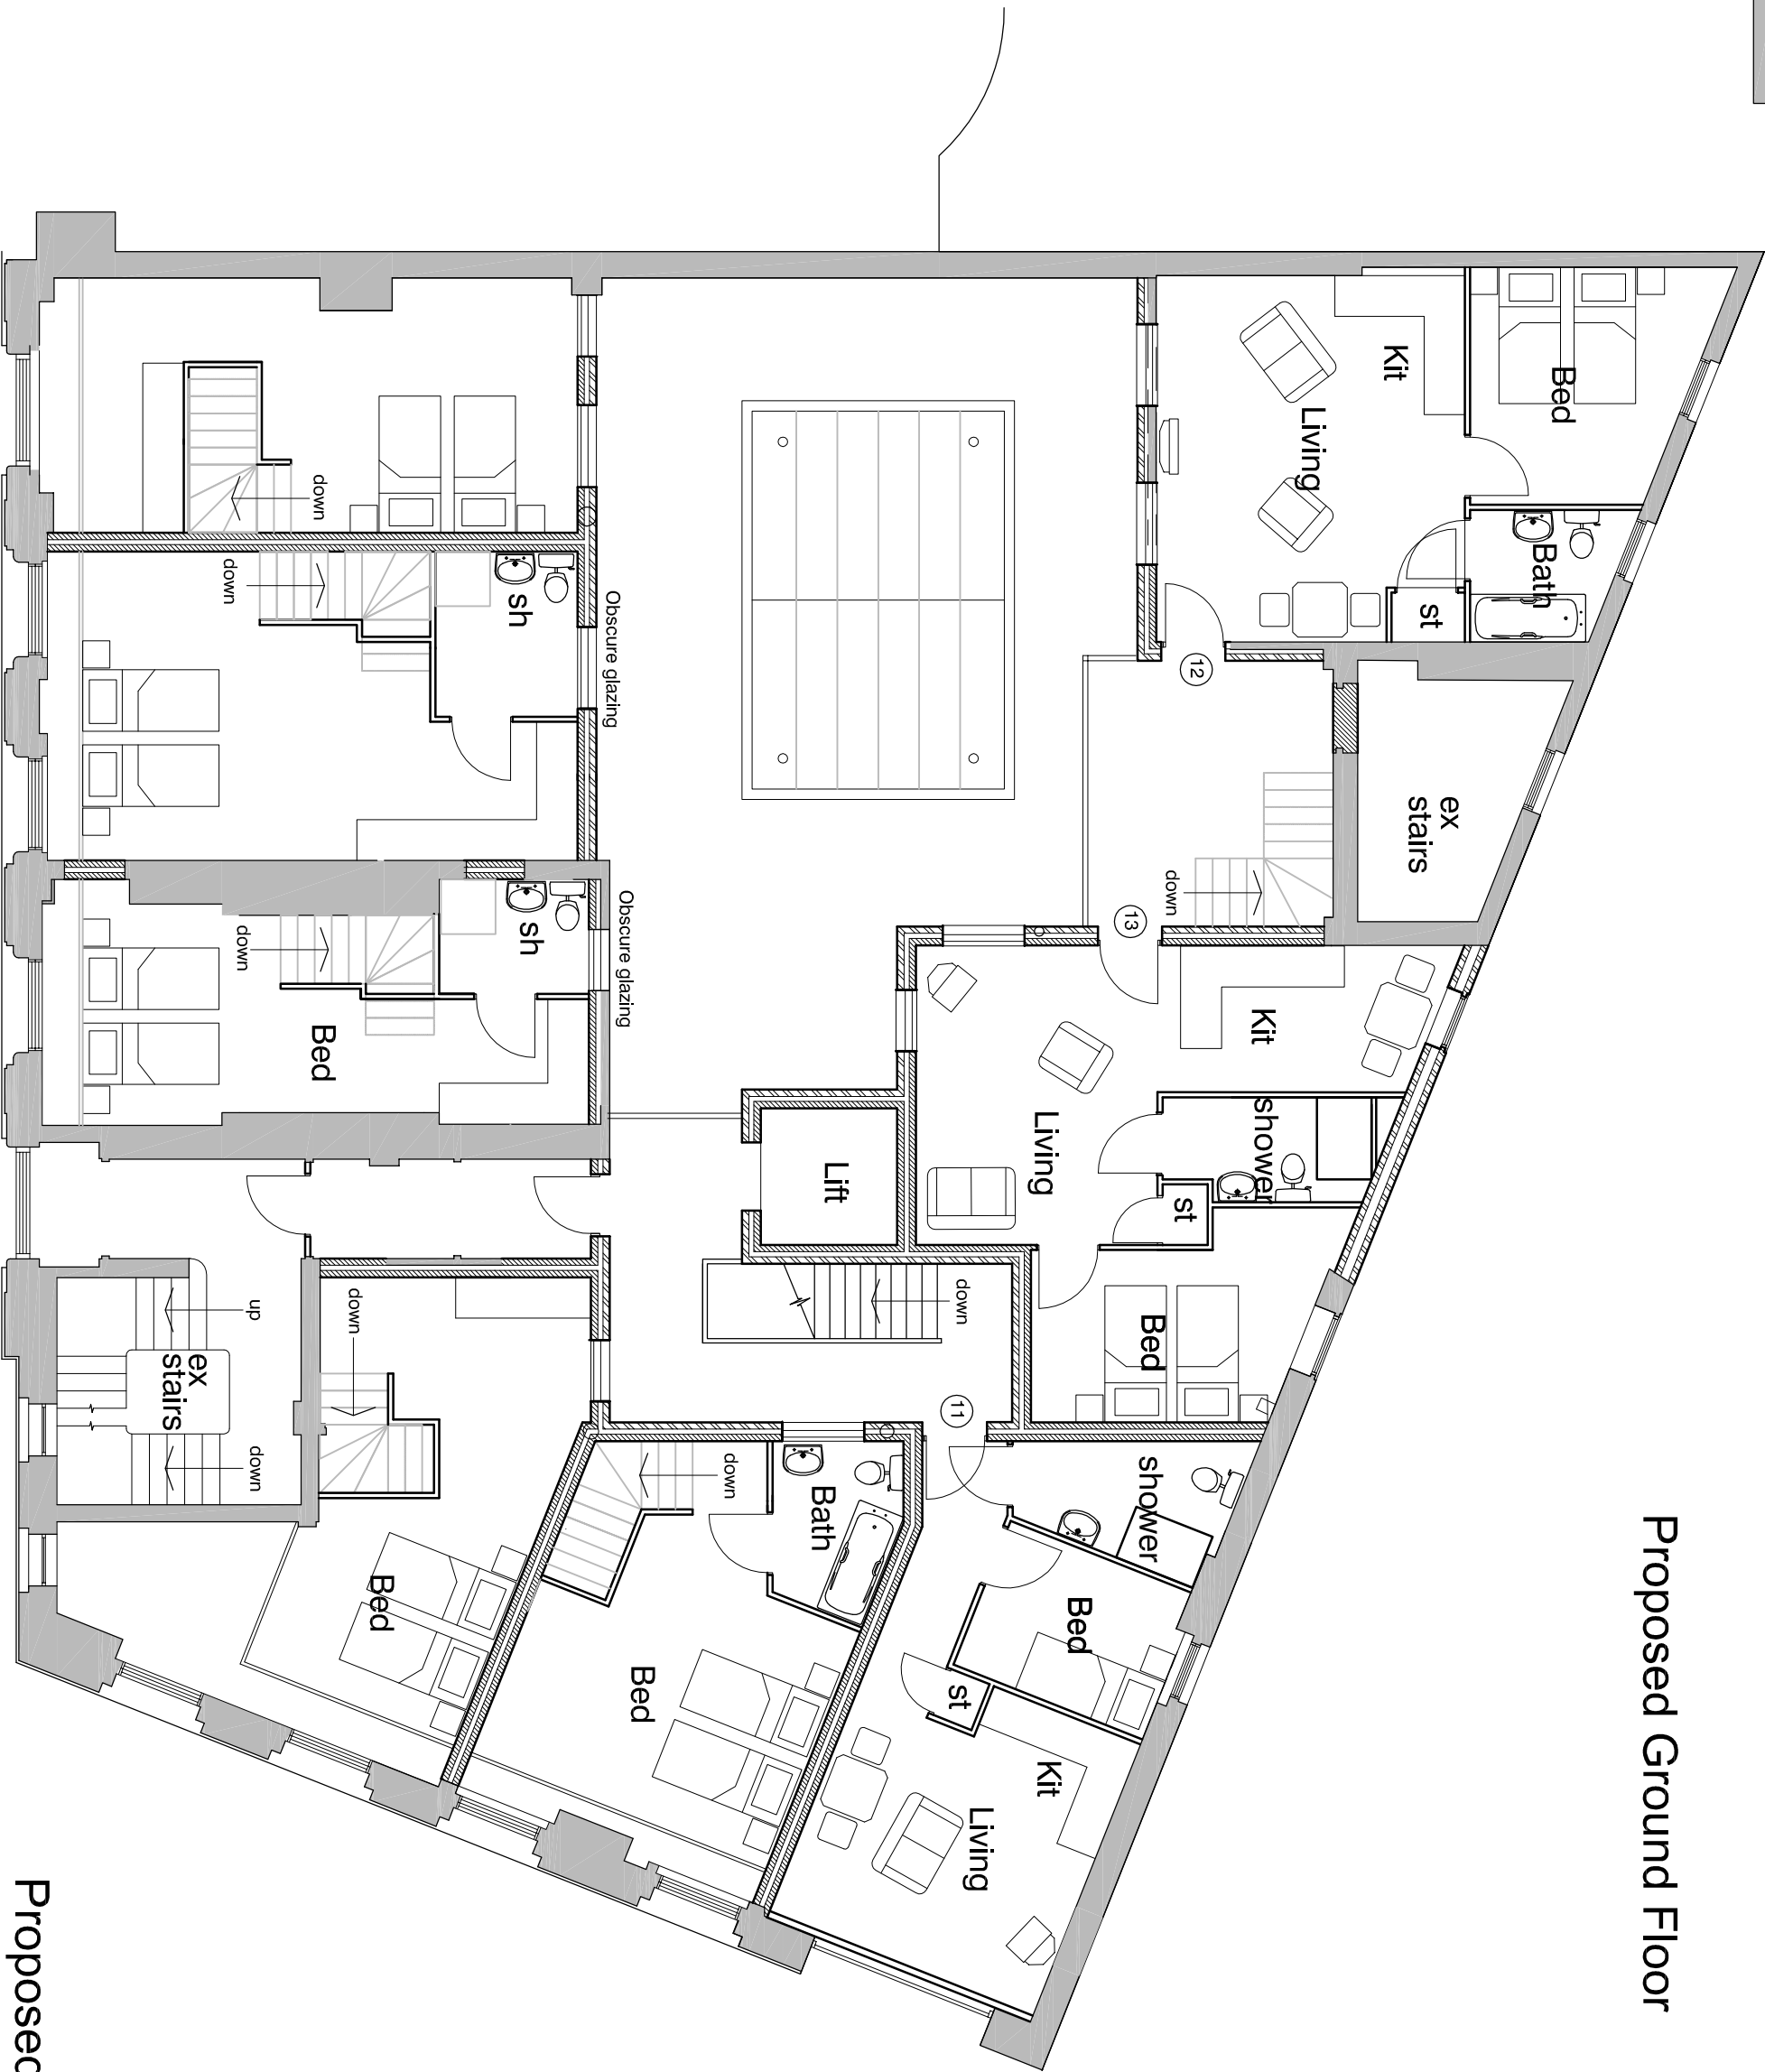 Proposed Ground Floor
Bed
Kit
Living
Bath
st
12
ex
stairs
down
13
Kit
Living
shower
st
Bed
Lift
down
11
shower
Bed
st
Kit
Living
down
down
sh
Obscure glazing
down
sh
Obscure glazing
Bed
up
ex
stairs
down
down
Bed
down
Bath
Bed
Proposed